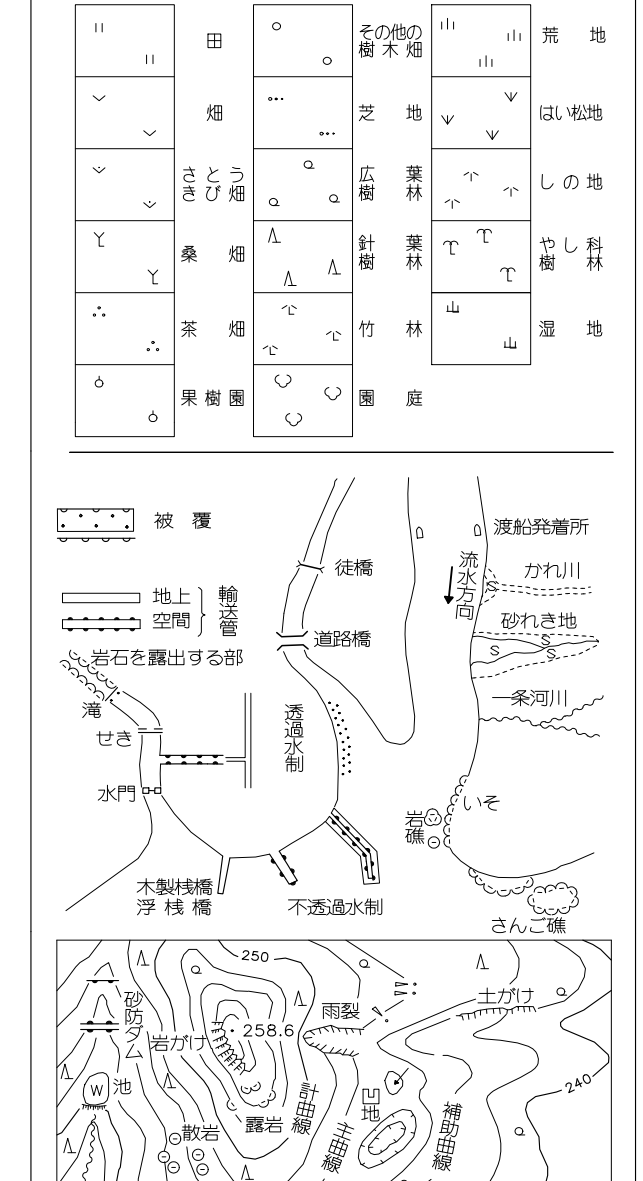 田
畑
さとう
きび畑
桑畑
茶畑
果樹園
その他の
樹木畑
芝地
広葉
樹林
針葉
樹林
竹林
園庭
荒地
はい松地
しの地
やし科
樹林
湿地
被覆
地上
空間
輸送管
岩石を露出する部
滝
せき
水門
木製桟橋
浮桟橋
徒橋
道路橋
透過水制
不透過水制
渡船発着所
流水方向
かれ川
砂れき地
一条河川
いそ
岩礁
さんご礁
250
砂防ダム
岩がけ
258.6
雨裂
土がけ
W
池
散岩
露岩
計曲線
主曲線
凹地
補助曲線
240